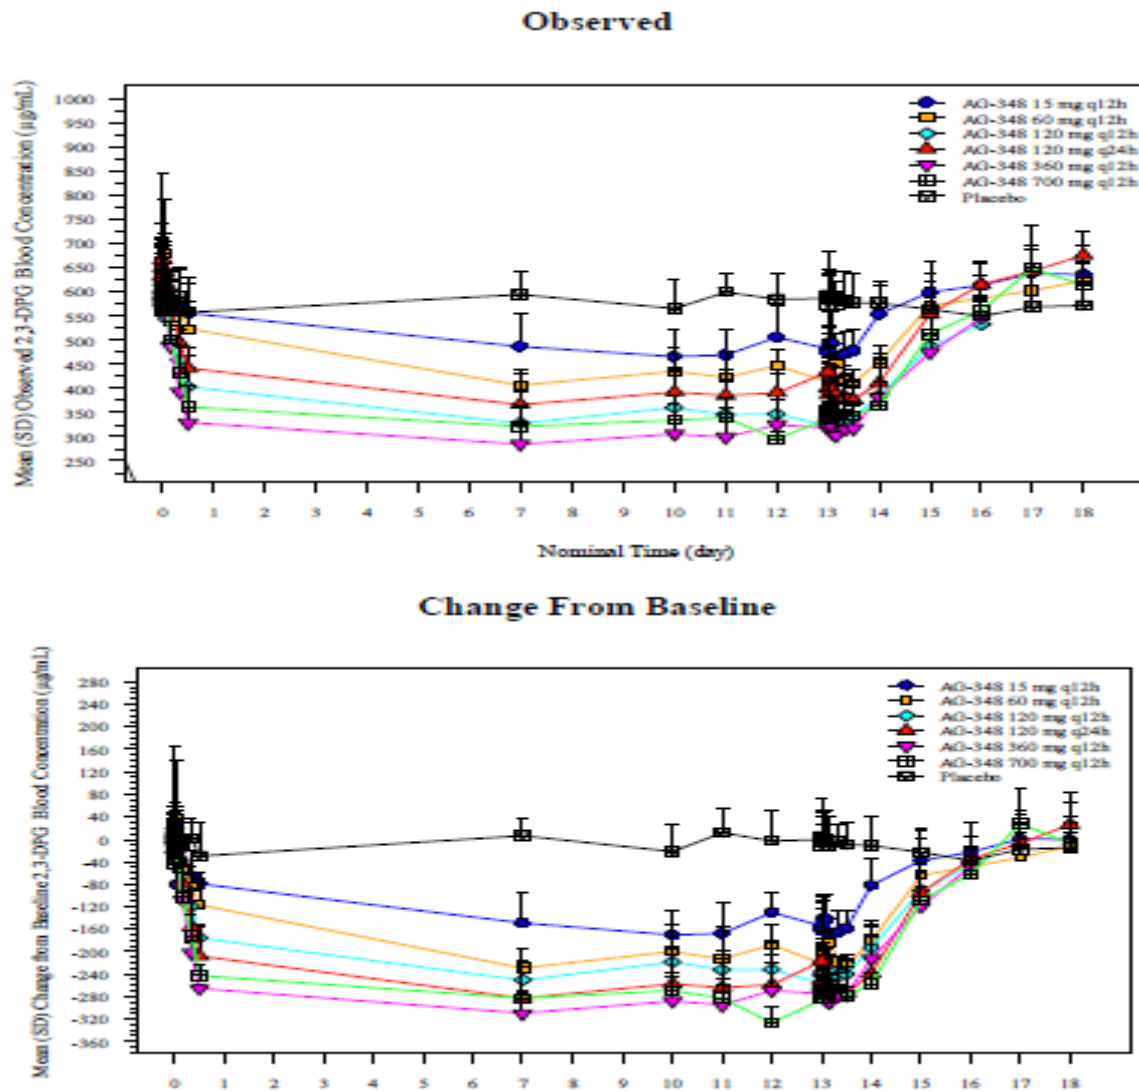 Observed
Mean (SD) Observed 2,3-DPG Blood Concentration (µg/mL)
1000
950
900
850
800
750
700
650
600
550
500
450
400
350
300
250
AG-348 15 mg q12h
AG-348 60 mg q12h
AG-348 120 mg q12h
AG-348 120 mg q24h
AG-348 360 mg q12h
AG-348 700 mg q12h
Placebo
0 1 2 3 4 5 6 7 8 9 10 11 12 13 14 15 16 17 18
Nominal Time (day)
Change From Baseline
Mean (SD) Change from Baseline 2,3-DPG Blood Concentration (µg/mL)
280
240
200
160
120
80
40
0
-40
-80
-120
-160
-200
-240
-280
-320
-360
AG-348 15 mg q12h
AG-348 60 mg q12h
AG-348 120 mg q12h
AG-348 120 mg q24h
AG-348 360 mg q12h
AG-348 700 mg q12h
Placebo
0 1 2 3 4 5 6 7 8 9 10 11 12 13 14 15 16 17 18